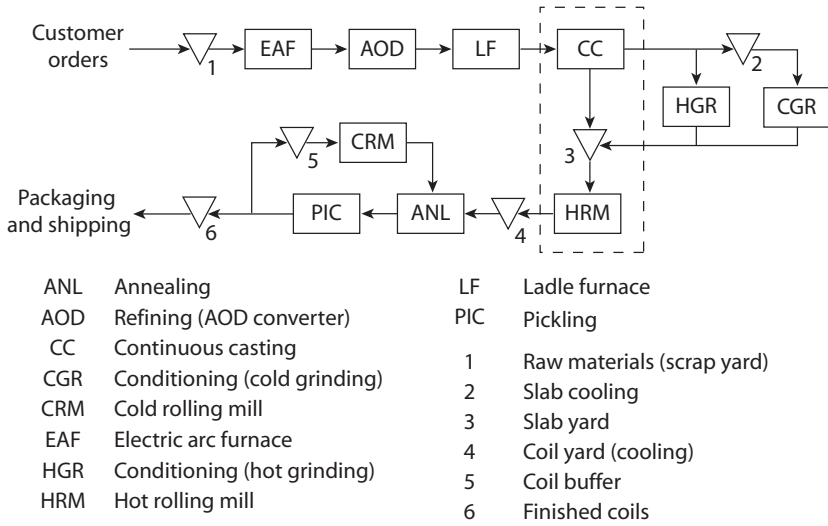 Customer
orders
1
EAF
AOD
LF
CC
2
HGR
CGR
3
5
CRM
Packaging
and shipping
6
PIC
ANL
4
HRM
ANL Annealing
AOD Refining (AOD converter)
CC Continuous casting
CGR Conditioning (cold grinding)
CRM Cold rolling mill
EAF Electric arc furnace
HGR Conditioning (hot grinding)
HRM Hot rolling mill
LF Ladle furnace
PIC Pickling
1 Raw materials (scrap yard)
2 Slab cooling
3 Slab yard
4 Coil yard (cooling)
5 Coil buffer
6 Finished coils